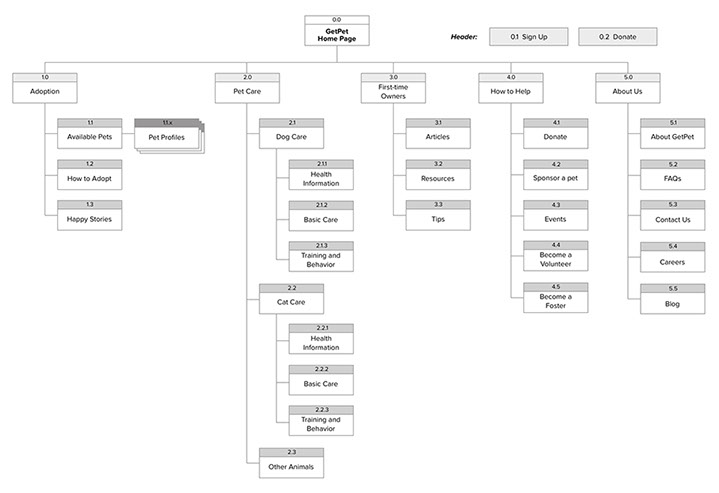 0.0
GetPet
Home Page
Header:
0.1 Sign Up
0.2 Donate
1.0
Adoption
2.0
Pet Care
3.0
First-time
Owners
4.0
How to Help
5.0
About Us
1.1
Available Pets
1.1.x
Pet Profiles
1.2
How to Adopt
1.3
Happy Stories
2.1
Dog Care
2.1.1
Health
Information
2.1.2
Basic Care
2.1.3
Training and
Behavior
2.2
Cat Care
2.2.1
Health
Information
2.2.2
Basic Care
2.2.3
Training and
Behavior
2.3
Other Animals
3.1
Articles
3.2
Resources
3.3
Tips
4.1
Donate
4.2
Sponsor a pet
4.3
Events
4.4
Become a
Volunteer
4.5
Become a
Foster
5.1
About GetPet
5.2
FAQs
5.3
Contact Us
5.4
Careers
5.5
Blog